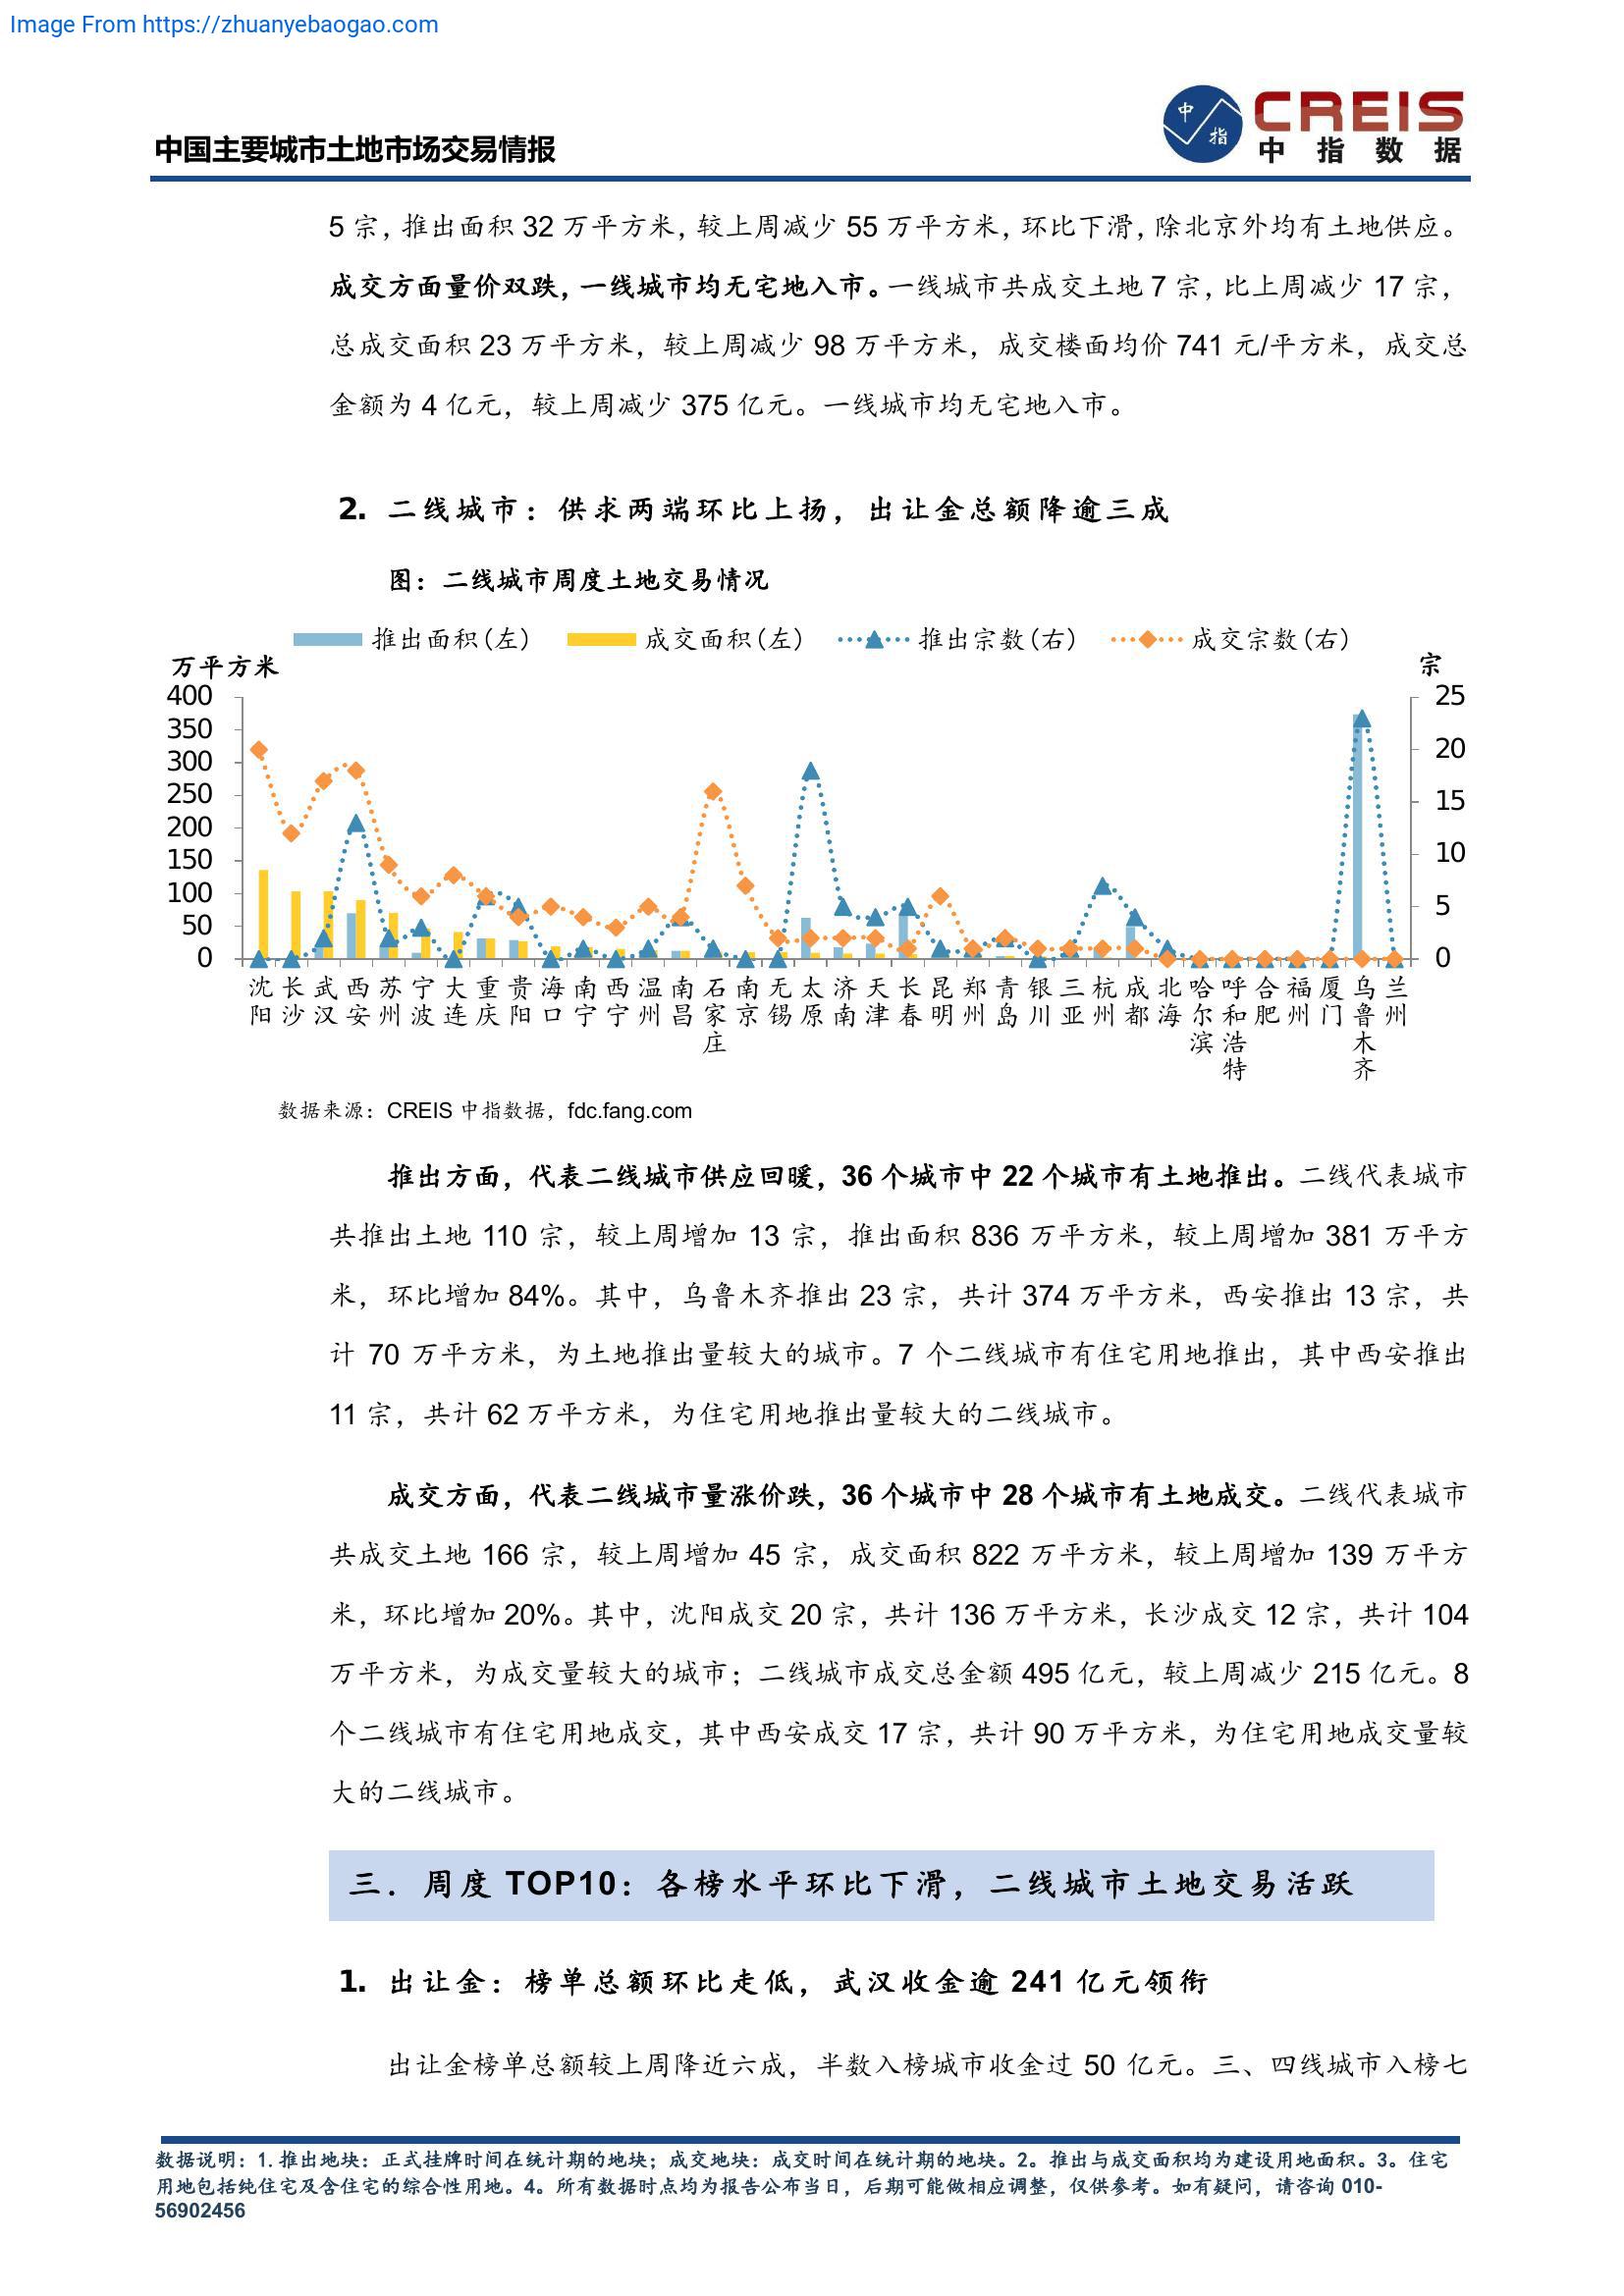 Image From https://zhuanyebaogao.com
中国主要城市土地市场交易情报
中指
CREIS
中指数据
5 宗，推出面积 32 万平方米，较上周减少 55 万平方米，环比下滑，除北京外均有土地供应。
成交方面量价双跌，一线城市均无宅地入市。一线城市共成交土地 7 宗，比上周减少 17 宗，
总成交面积 23 万平方米，较上周减少 98 万平方米，成交楼面均价 741 元/平方米，成交总
金额为 4 亿元，较上周减少 375 亿元。一线城市均无宅地入市。
2. 二线城市：供求两端环比上扬，出让金总额降逾三成
图：二线城市周度土地交易情况
推出面积(左) 成交面积(左) 推出宗数(右) 成交宗数(右)
万平方米 宗
400 25
350
300 20
250
200 15
150 10
100
50 5
0 0
沈阳 长沙 武汉 西安 苏州 宁波 大连 重庆 贵阳 海口 南宁 西宁 温州 南昌 石家庄 南京 无锡 太原 济南 天津 长春 昆明 郑州 青岛 银川 三亚 杭州 成都 北海 哈尔滨 呼和浩特 合肥 福州 厦门 乌鲁木齐 兰州
数据来源：CREIS 中指数据，fdc.fang.com
推出方面，代表二线城市供应回暖，36 个城市中 22 个城市有土地推出。二线代表城市
共推出土地 110 宗，较上周增加 13 宗，推出面积 836 万平方米，较上周增加 381 万平方
米，环比增加 84%。其中，乌鲁木齐推出 23 宗，共计 374 万平方米，西安推出 13 宗，共
计 70 万平方米，为土地推出量较大的城市。7 个二线城市有住宅用地推出，其中西安推出
11 宗，共计 62 万平方米，为住宅用地推出量较大的二线城市。
成交方面，代表二线城市量涨价跌，36 个城市中 28 个城市有土地成交。二线代表城市
共成交土地 166 宗，较上周增加 45 宗，成交面积 822 万平方米，较上周增加 139 万平方
米，环比增加 20%。其中，沈阳成交 20 宗，共计 136 万平方米，长沙成交 12 宗，共计 104
万平方米，为成交量较大的城市；二线城市成交总金额 495 亿元，较上周减少 215 亿元。8
个二线城市有住宅用地成交，其中西安成交 17 宗，共计 90 万平方米，为住宅用地成交量较
大的二线城市。
三．周度 TOP10：各榜水平环比下滑，二线城市土地交易活跃
1. 出让金：榜单总额环比走低，武汉收金逾 241 亿元领衔
出让金榜单总额较上周降近六成，半数入榜城市收金过 50 亿元。三、四线城市入榜七
数据说明：1.推出地块：正式挂牌时间在统计期的地块；成交地块：成交时间在统计期的地块。2。推出与成交面积均为建设用地面积。3。住宅
用地包括纯住宅及含住宅的综合性用地。4。所有数据时点均为报告公布当日，后期可能做相应调整，仅供参考。如有疑问，请咨询 010-
56902456